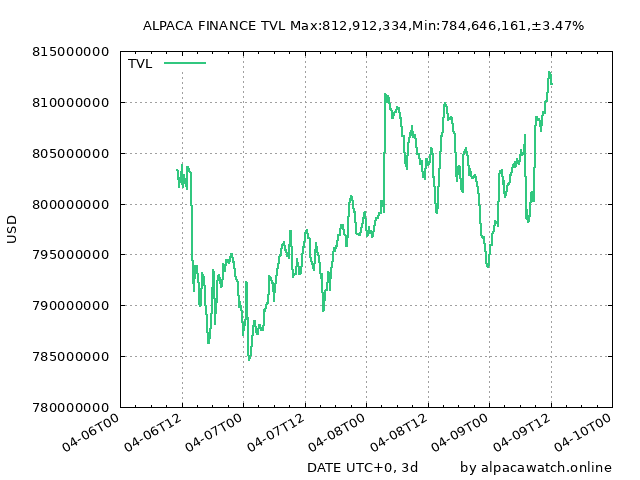 ALPACA FINANCE TVL Max:812,912,334,Min:784,646,161,±3.47%
815000000
TVL
810000000
805000000
800000000
USD
795000000
790000000
785000000
780000000
04-06T00 04-06T12 04-07T00 04-07T12 04-08T00 04-08T12 04-09T00 04-09T12 04-10T00
DATE UTC+0, 3d by alpacawatch.online